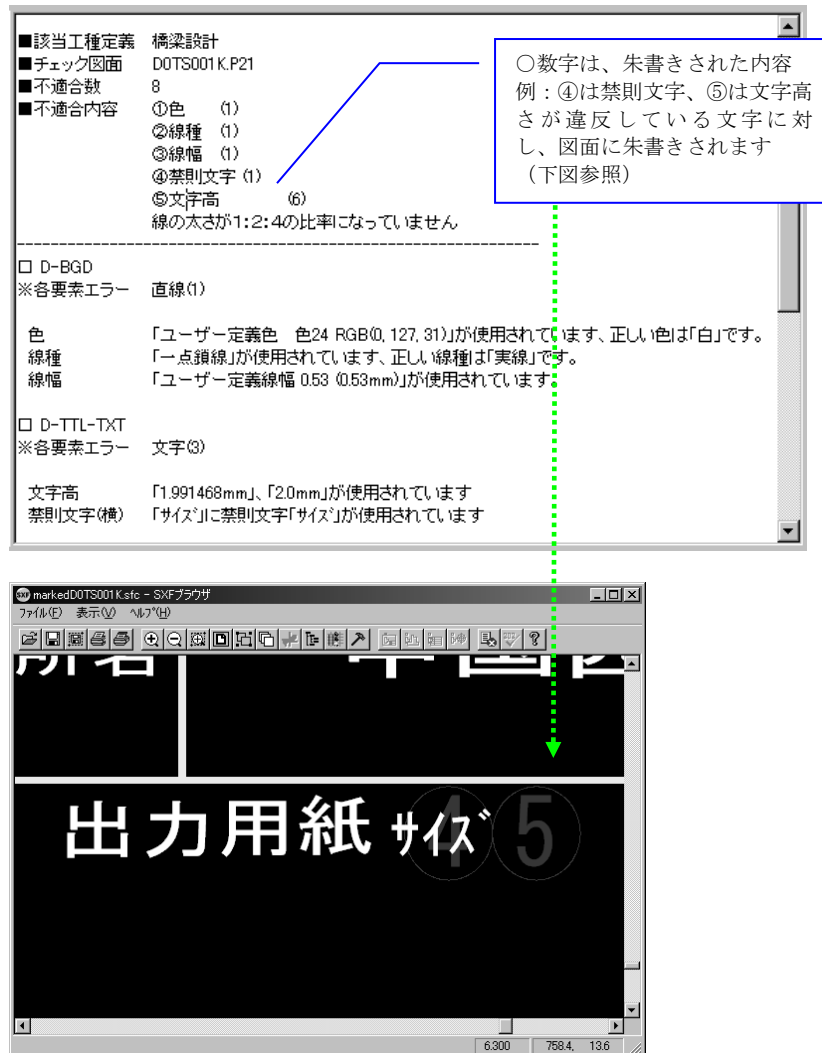 ■該当工種定義 橋梁設計
■チェック図面 D0TS001K.P21
■不適合数 8
■不適合内容 ①色 (1)
②線種 (1)
③線幅 (1)
④禁則文字 (1)
⑤文字高 (6)
線の太さが1:2:4の比率になっていません
○数字は、朱書きされた内容
例:④は禁則文字、⑤は文字高
さが違反している文字に対
し、図面に朱書きされます
(下図参照)
□ D-BGD
※各要素エラー 直線(1)
色 「ユーザー定義色 色24 RGB(0, 127, 31)」が使用されています、正しい色は「白」です。
線種 「一点鎖線」が使用されています、正しい線種は「実線」です。
線幅 「ユーザー定義線幅 0.53 (0.53mm)」が使用されています。
□ D-TTL-TXT
※各要素エラー 文字(3)
文字高 「1.991468mm」、「2.0mm」が使用されています
禁則文字(横) 「サイズ」に禁則文字「サイズ」が使用されています
markedD0TS001K.sfc - SXFブラウザ
ファイル(F) 表示(V) ヘルプ(H)
出力用紙 サイズ ④⑤
6.300 758.4, 13.6